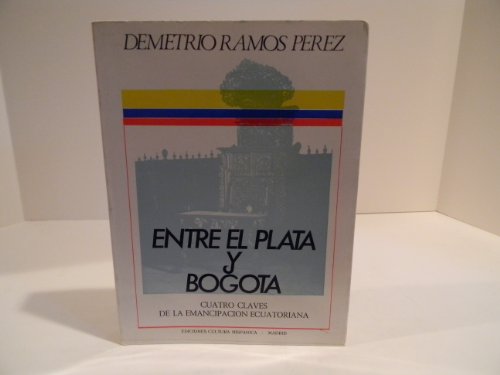 DEMETRIO RAMOS PEREZ
ENTRE EL PLATA
y
BOGOTA
CUATRO CLAVES
DE LA EMANCIPACION ECUATORIANA
EDICIONES CULTURA HISPANICA - MADRID